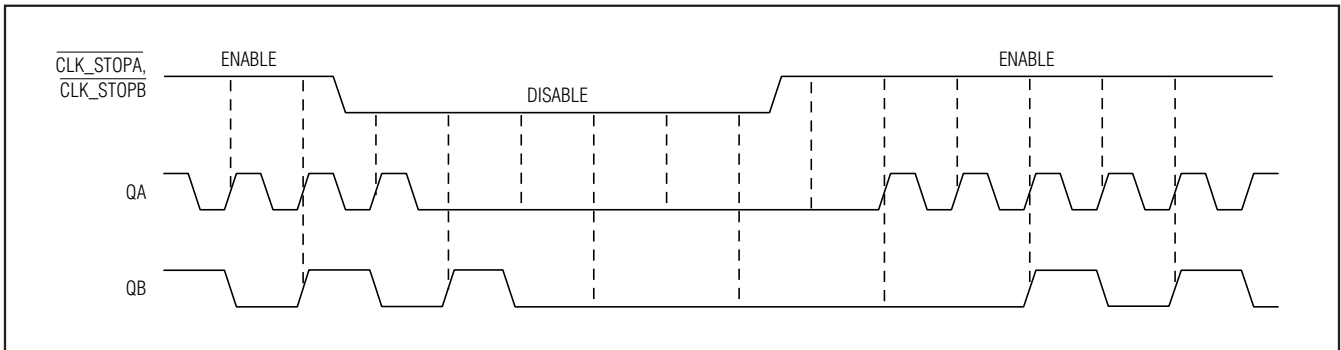 CLK_STOPA,
CLK_STOPB
ENABLE
DISABLE
ENABLE
QA
QB